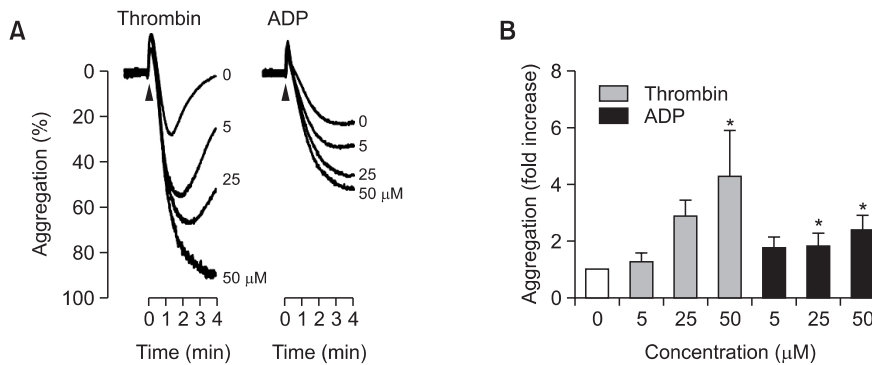 A
Thrombin
ADP
Aggregation (%)
0
20
40
60
80
100
0
5
25
50 μM
0
5
25
50 μM
0 1 2 3 4
0 1 2 3 4
Time (min)
Time (min)
B
Aggregation (fold increase)
8
6
4
2
0
Thrombin
ADP
*
*
*
0 5 25 50 5 25 50
Concentration (μM)